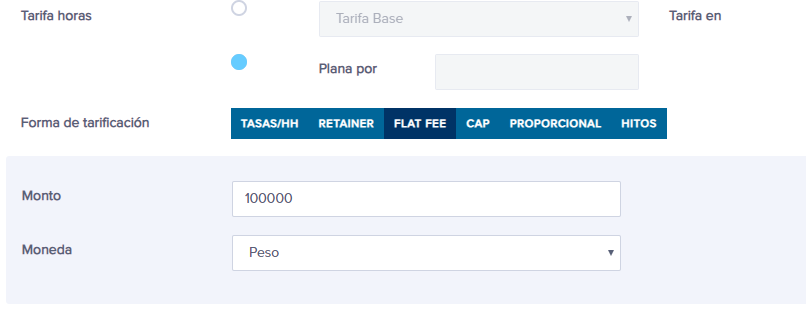 Tarifa horas Tarifa Base Tarifa en
Plana por
Forma de tarificación TASAS/HH RETAINER FLAT FEE CAP PROPORCIONAL HITOS
Monto 100000
Moneda Peso